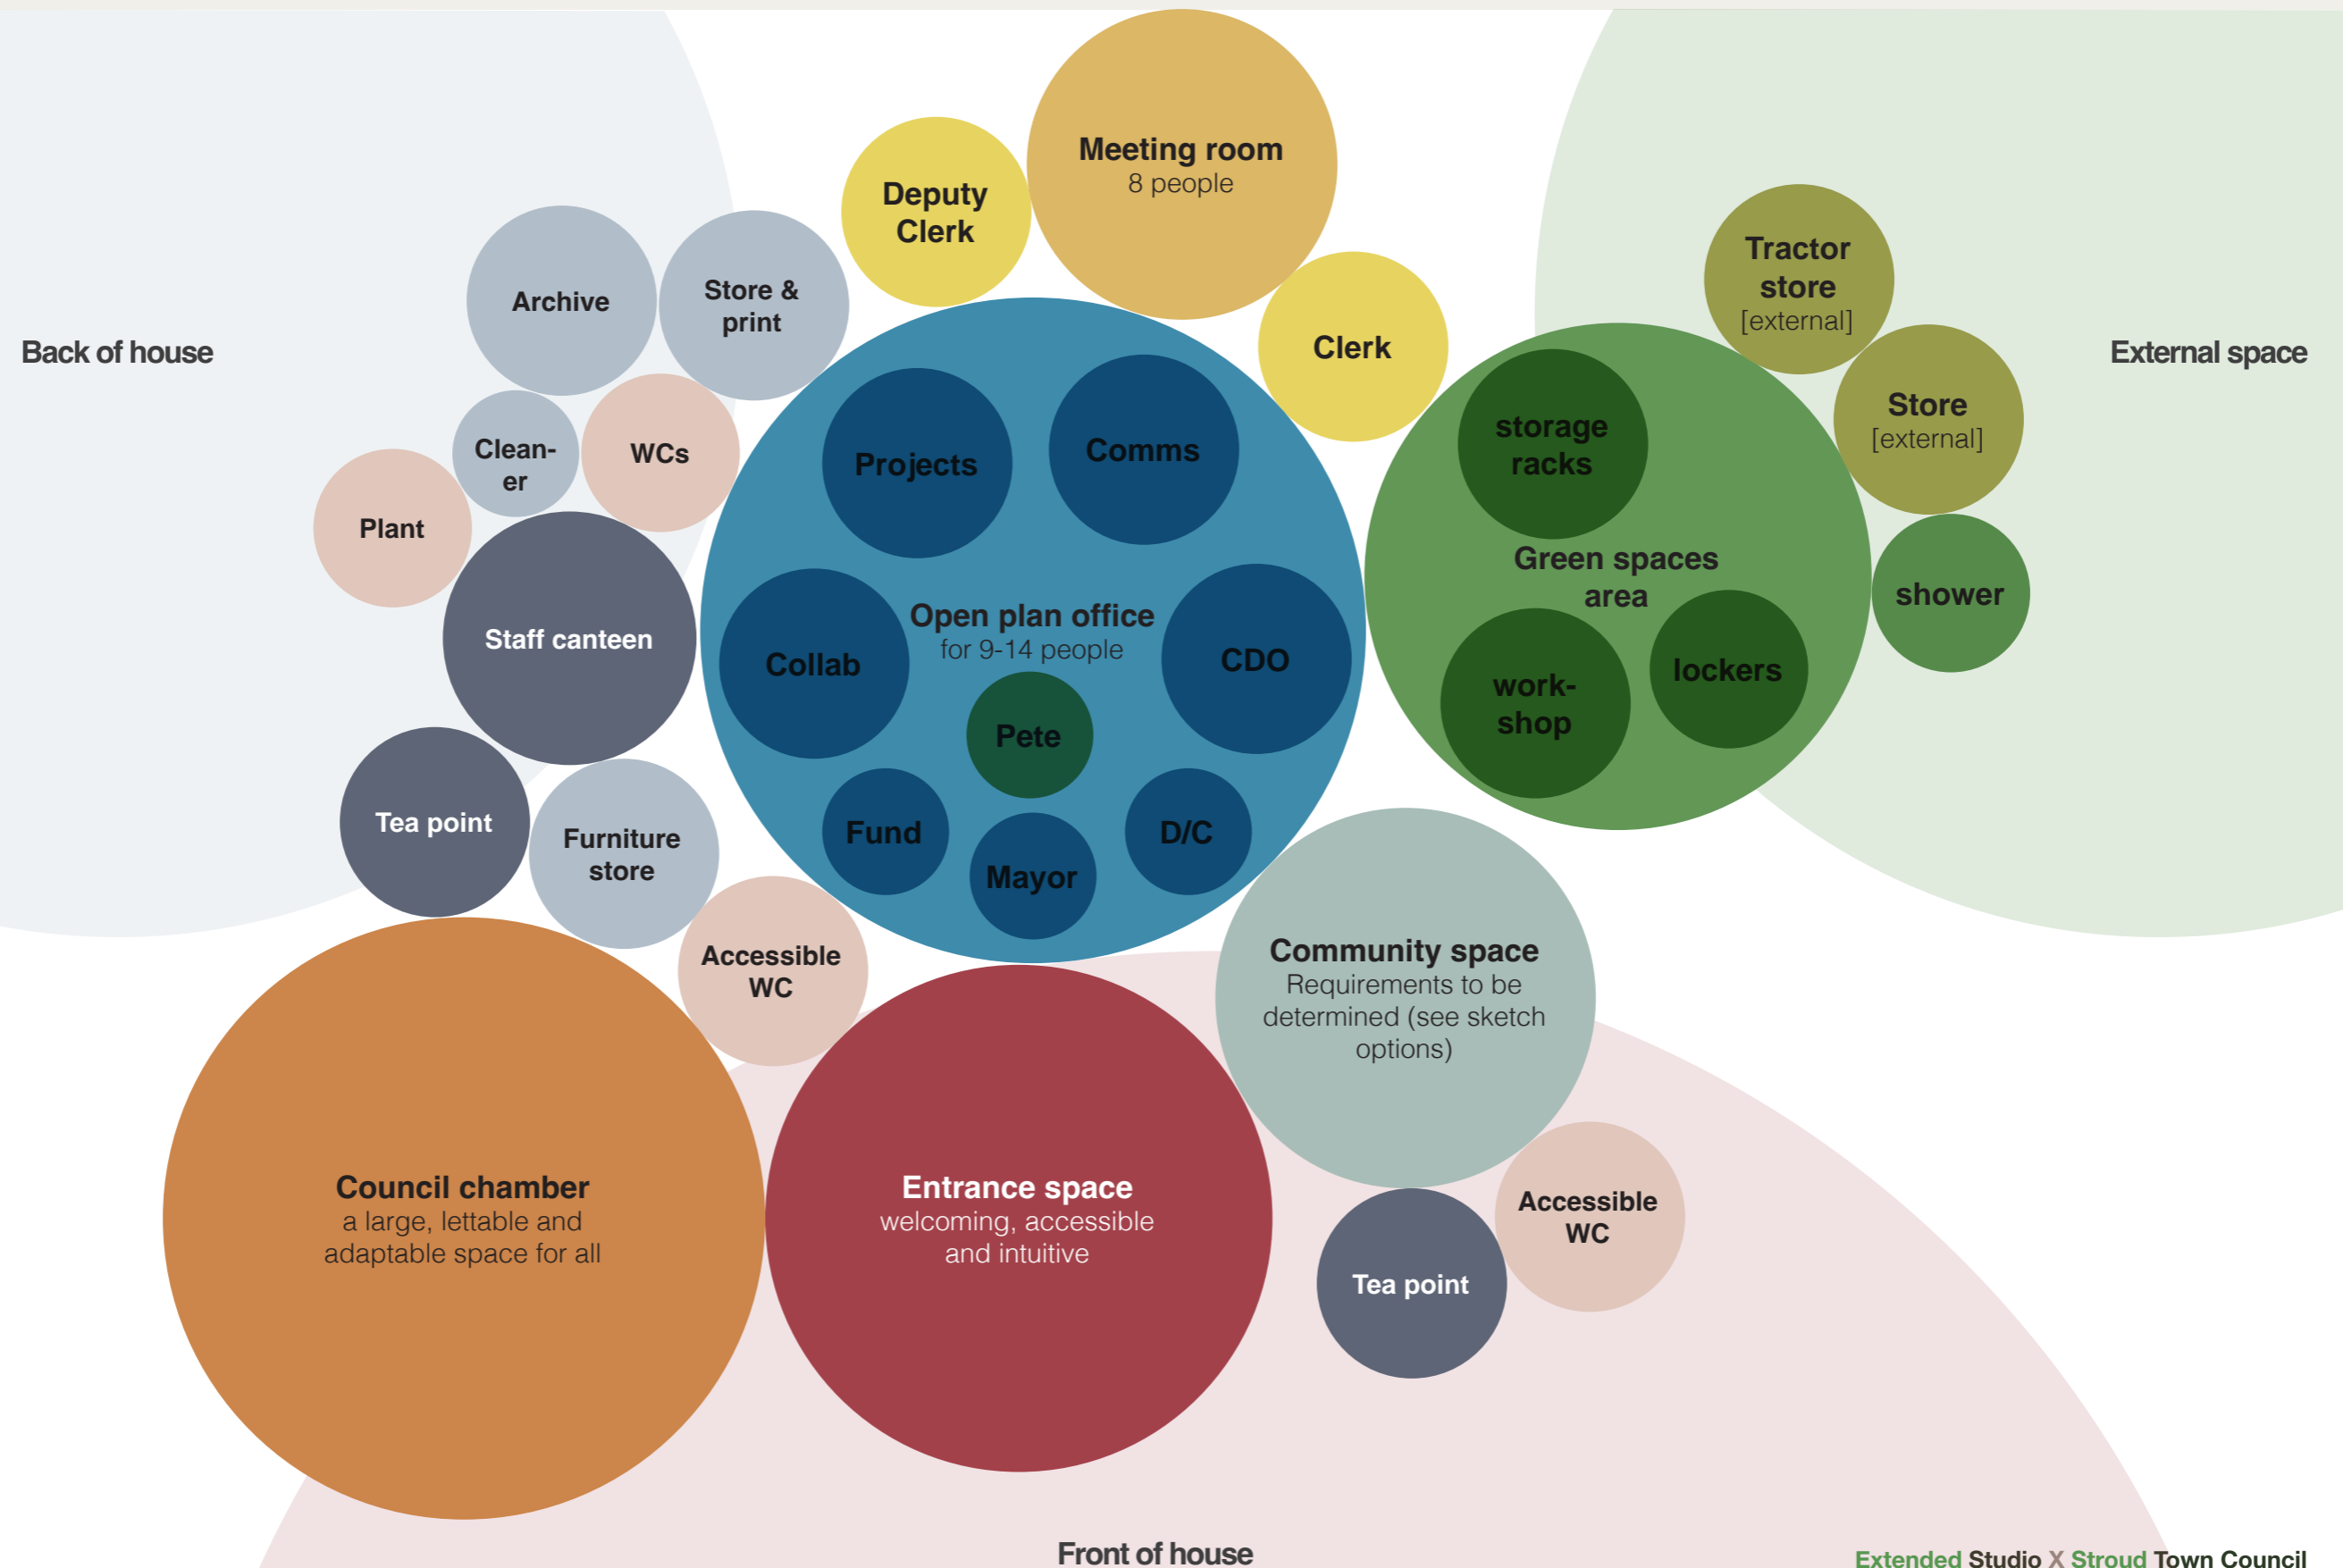 Meeting room
8 people
Deputy
Clerk
Tractor
store
[external]
Archive
Store &
print
Back of house
Clerk
External space
Store
[external]
storage
racks
Projects
Comms
Clean-
er
WCs
Plant
Green spaces
area
shower
Open plan office
for 9-14 people
Staff canteen
Collab
CDO
work-
shop
lockers
Pete
Tea point
Furniture
store
Fund
Mayor
D/C
Accessible
WC
Community space
Requirements to be
determined (see sketch
options)
Council chamber
a large, lettable and
adaptable space for all
Entrance space
welcoming, accessible
and intuitive
Accessible
WC
Tea point
Front of house
Extended Studio X Stroud Town Council